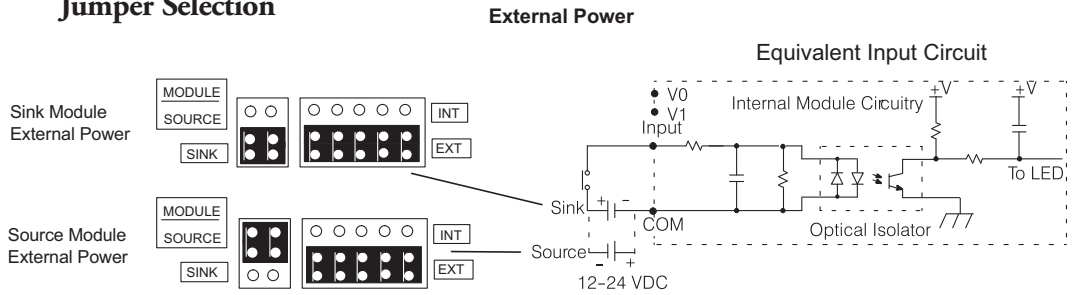 Jumper Selection
External Power
Equivalent Input Circuit
Sink Module
External Power
MODULE
SOURCE
SINK
INT
EXT
V0
V1
Input
Internal Module Circuitry
+V
+V
To LED
Sink
+
-
COM
Optical Isolator
Source
-
+
12-24 VDC
Source Module
External Power
MODULE
SOURCE
SINK
INT
EXT